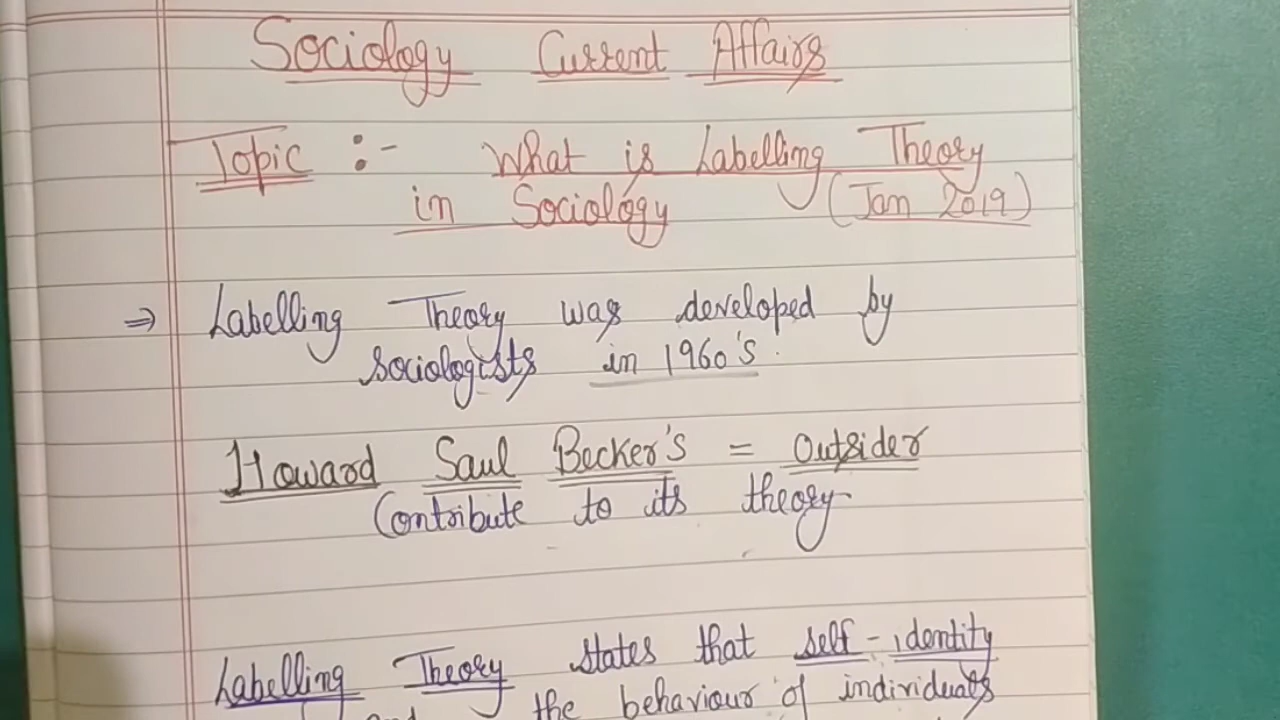 Sociology Current Affairs
Topic :- What is Labelling Theory
in Sociology (Jan 2019)
⇒ Labelling Theory was developed by
sociologists in 1960's.
Howard Saul Becker's = Outsider
Contribute to its theory
Labelling Theory states that self-identity
the behaviour of individuals